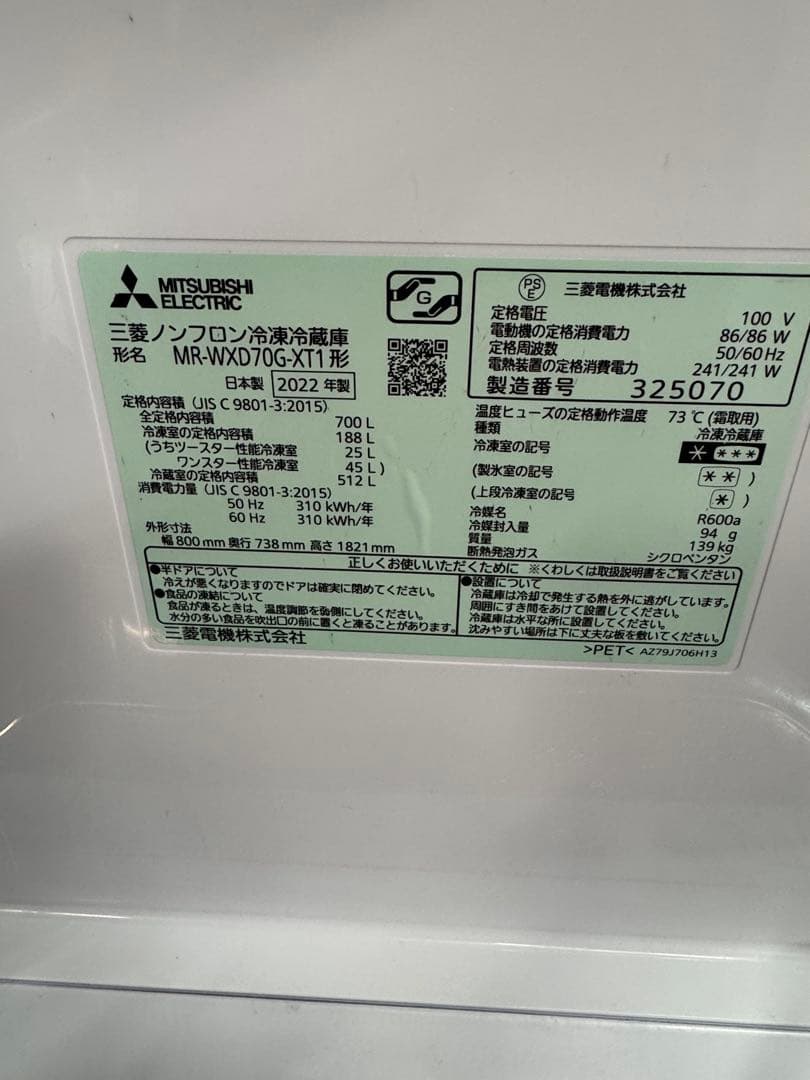 MITSUBISHI
ELECTRIC
G
三菱ノンフロン冷凍冷蔵庫
形名 MR-WXD70G-XT1 形
日本製 2022 年製
定格内容積 (JIS C 9801-3:2015)
全定格内容積 700 L
冷凍室の定格内容積 188 L
(うちツースター性能冷凍室 25 L
ワンスター性能冷凍室 45 L)
冷蔵室の定格内容積 512 L
消費電力量 (JIS C 9801-3:2015)
50 Hz 310 kWh/年
60 Hz 310 kWh/年
外形寸法
幅 800 mm 奥行 738 mm 高さ 1821 mm
PS
E 三菱電機株式会社
定格電圧 100 V
電動機の定格消費電力 86/86 W
定格周波数 50/60 Hz
電熱装置の定格消費電力 241/241 W
製造番号 325070
温度ヒューズの定格動作温度 73 ℃ (霜取用)
種類 冷凍冷蔵庫
冷凍室の記号 * ***
(製氷室の記号 ** )
(上段冷凍室の記号 * )
冷媒名 R600a
冷媒封入量 94 g
質量 139 kg
断熱発泡ガス シクロペンタン
正しくお使いいただくために ※くわしくは取扱説明書をご覧ください
●半ドアについて
冷えが悪くなりますのでドアは確実に閉めてください。
●食品の凍結について
食品が凍るときは、温度調節を弱側にしてください。
水分の多い食品を吹出口の前に置くと凍ることがあります。
●設置について
冷蔵庫は冷却で発生する熱を外に逃がしています。
周囲にすき間をあけて設置してください。
冷蔵庫は水平な所に設置してください。
沈みやすい場所は下に丈夫な板を敷いてください。
三菱電機株式会社
>PET< AZ79J706H13